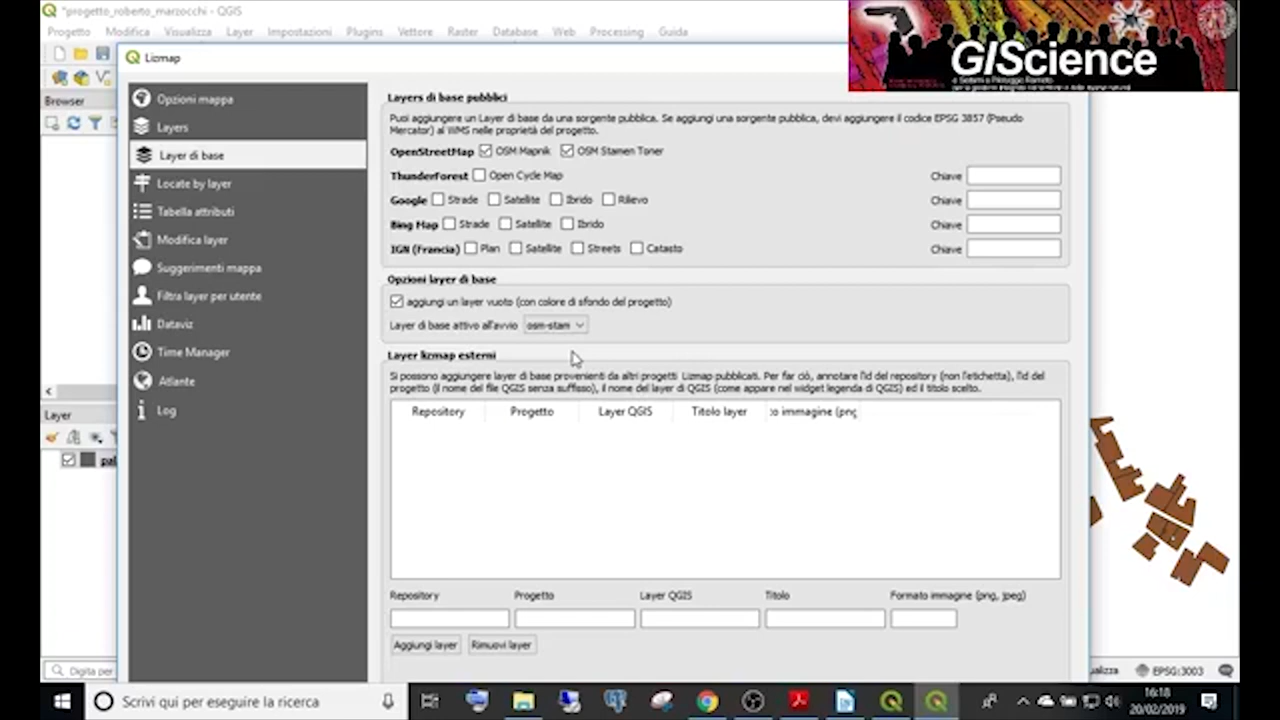 *progetto_roberto_marzocchi - QGIS
Progetto Modifica Visualizza Layer Impostazioni Plugins Vettore Raster Database Web Processing Guida
GIScience
Lizmap
Browser
Opzioni mappa
Layers
Layer di base
Locate by layer
Tabella attributi
Modifica layer
Suggerimenti mappa
Filtra layer per utente
Dataviz
Time Manager
Atlante
Log
Layer
Layers di base pubblici
Puoi aggiungere un Layer di base da una sorgente pubblica. Se aggiungi una sorgente pubblica, devi aggiungere il codice EPSG 3857 (Pseudo
Mercator) al WMS nelle proprietà del progetto.
OpenStreetMap OSM Mapnik OSM Stamen Toner
ThunderForest Open Cycle Map Chiave
Google Strade Satellite Ibrido Rilievo Chiave
Bing Map Strade Satellite Ibrido Chiave
IGN (Francia) Plan Satellite Streets Catasto Chiave
Opzioni layer di base
aggiungi un layer vuoto (con colore di sfondo del progetto)
Layer di base attivo all'avvio osm-stam
Layer lizmap esterni
Si possono aggiungere layer di base provenienti da altri progetti Lizmap pubblicati. Per far ciò, annotare l'id del repository (non l'etichetta), l'id del
progetto (il nome del file QGIS senza suffisso), il nome del layer di QGIS (come appare nel widget legenda di QGIS) ed il titolo scelto.
Repository Progetto Layer QGIS Titolo layer to immagine (png
Repository Progetto Layer QGIS Titolo Formato immagine (png, jpeg)
Aggiungi layer Rimuovi layer
Digita per
EPSG:3003
Scrivi qui per eseguire la ricerca
16:18
20/02/2019